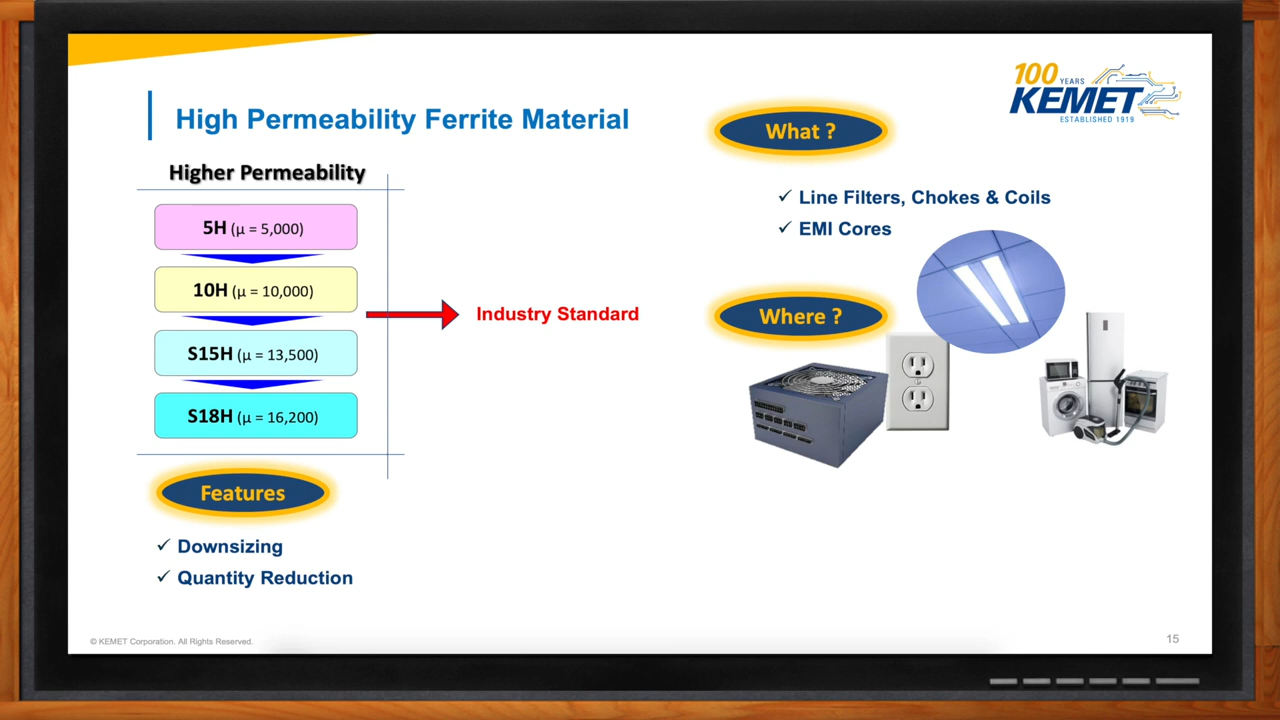 High Permeability Ferrite Material
100 YEARS
KEMET
ESTABLISHED 1919
Higher Permeability
5H (µ = 5,000)
10H (µ = 10,000)
S15H (µ = 13,500)
S18H (µ = 16,200)
Industry Standard
Features
✓ Downsizing
✓ Quantity Reduction
What ?
✓ Line Filters, Chokes & Coils
✓ EMI Cores
Where ?
© KEMET Corporation. All Rights Reserved.
15